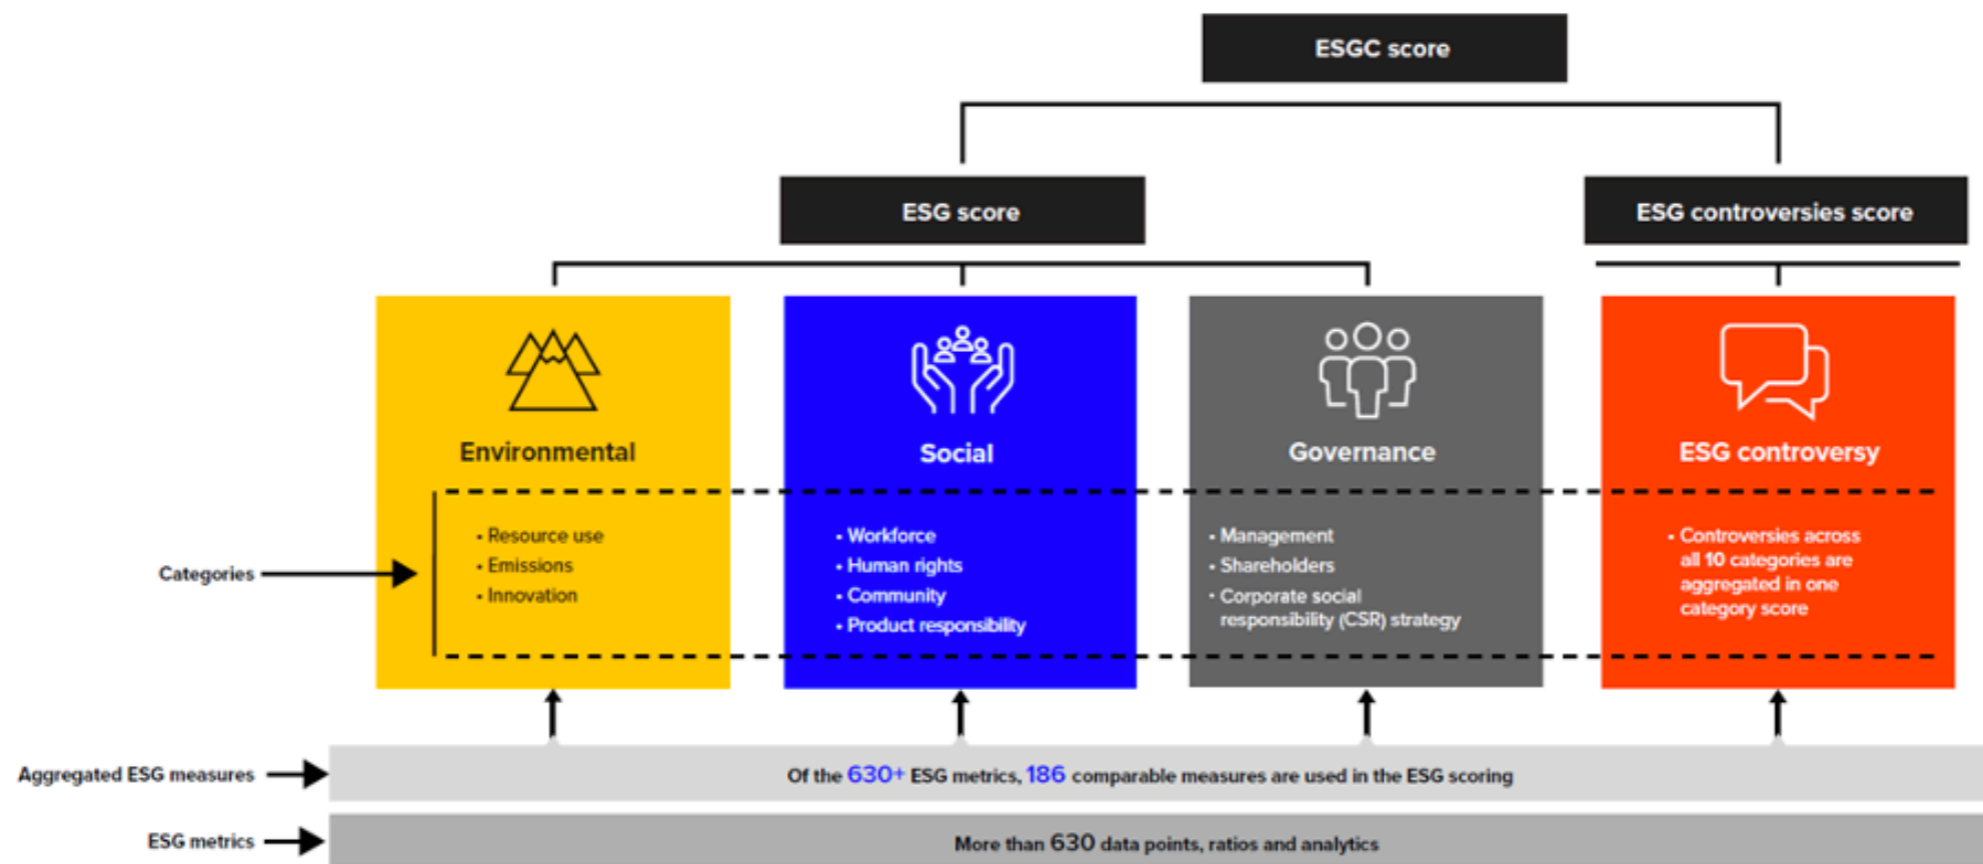 ESGC score
ESG score
ESG controversies score
Environmental
Social
Governance
ESG controversy
Categories
• Resource use
• Emissions
• Innovation
• Workforce
• Human rights
• Community
• Product responsibility
• Management
• Shareholders
• Corporate social
responsibility (CSR) strategy
• Controversies across
all 10 categories are
aggregated in one
category score
Aggregated ESG measures
Of the 630+ ESG metrics, 186 comparable measures are used in the ESG scoring
ESG metrics
More than 630 data points, ratios and analytics